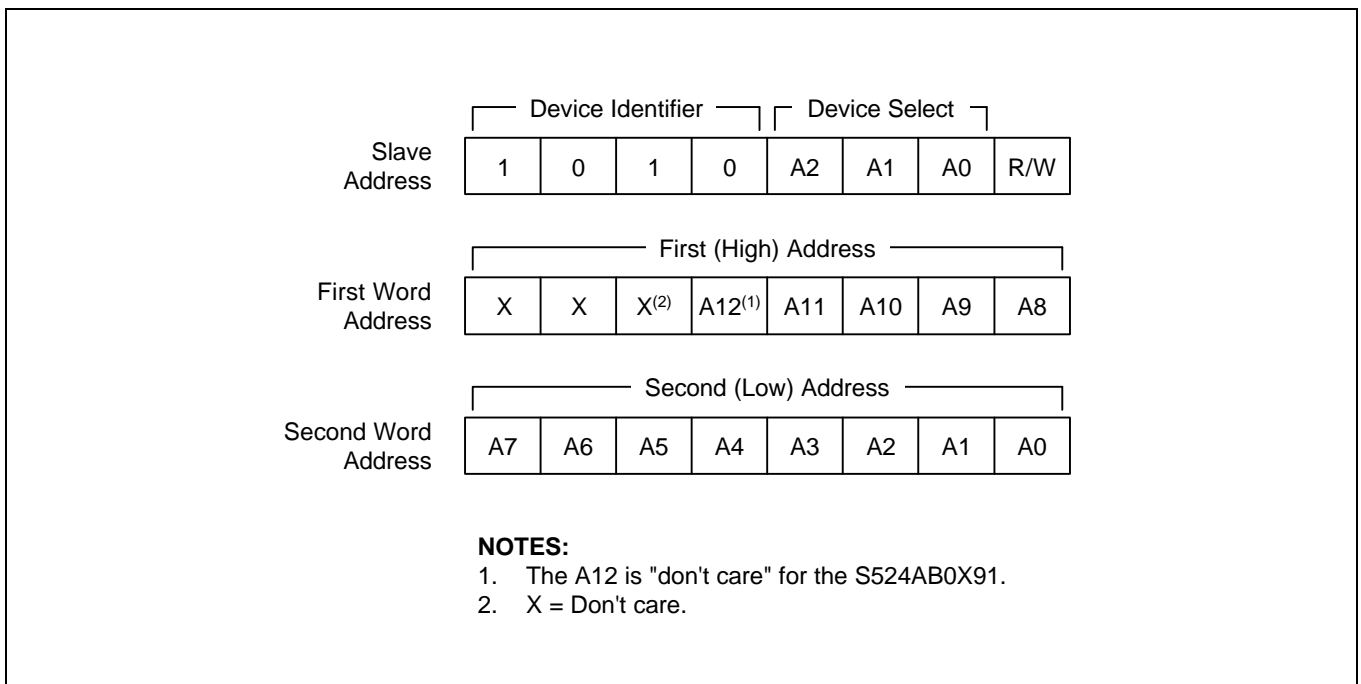 Device Identifier Device Select
Slave
Address
1 0 1 0 A2 A1 A0 R/W
First (High) Address
First Word
Address
X X X(2) A12(1) A11 A10 A9 A8
Second (Low) Address
Second Word
Address
A7 A6 A5 A4 A3 A2 A1 A0
NOTES:
1. The A12 is "don't care" for the S524AB0X91.
2. X = Don't care.